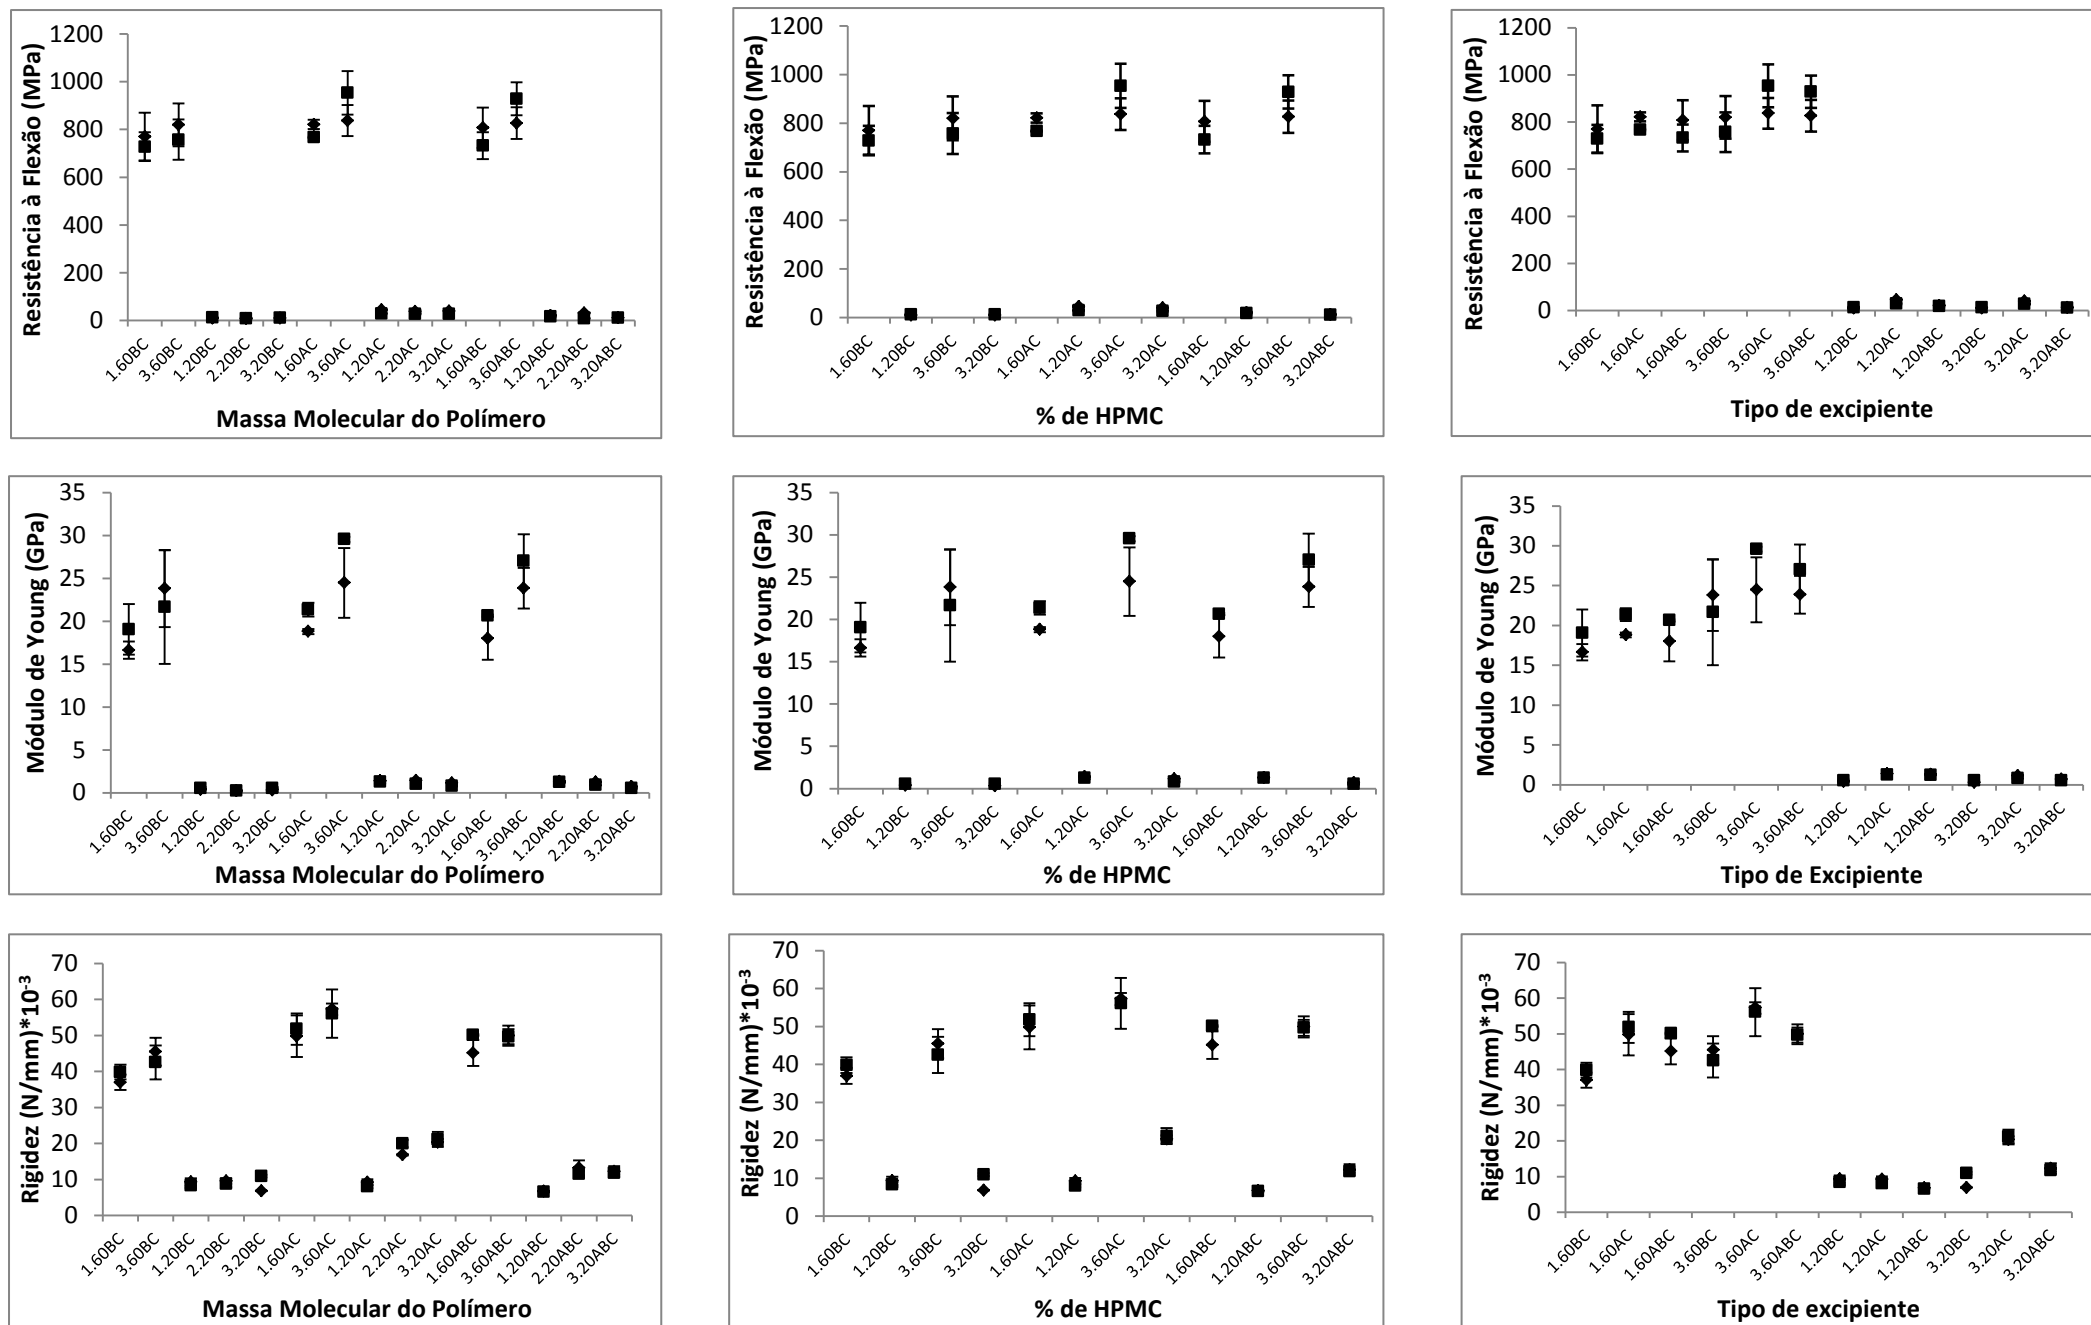 Resistência à Flexão (MPa)
1200
1000
800
600
400
200
0
1.60BC 3.60BC 1.20BC 2.20BC 3.20BC 1.60AC 3.60AC 1.20AC 2.20AC 3.20AC 1.60ABC 3.60ABC 1.20ABC 2.20ABC 3.20ABC
Massa Molecular do Polímero
Resistência à Flexão (MPa)
1200
1000
800
600
400
200
0
1.60BC 1.20BC 3.60BC 3.20BC 1.60AC 1.20AC 3.60AC 3.20AC 1.60ABC 1.20ABC 3.60ABC 3.20ABC
% de HPMC
Resistência à Flexão (MPa)
1200
1000
800
600
400
200
0
1.60BC 1.60AC 1.60ABC 3.60BC 3.60AC 3.60ABC 1.20BC 1.20AC 1.20ABC 3.20BC 3.20AC 3.20ABC
Tipo de excipiente
Módulo de Young (GPa)
35
30
25
20
15
10
5
0
1.60BC 3.60BC 1.20BC 2.20BC 3.20BC 1.60AC 3.60AC 1.20AC 2.20AC 3.20AC 1.60ABC 3.60ABC 1.20ABC 2.20ABC 3.20ABC
Massa Molecular do Polímero
Módulo de Young (GPa)
35
30
25
20
15
10
5
0
1.60BC 1.20BC 3.60BC 3.20BC 1.60AC 1.20AC 3.60AC 3.20AC 1.60ABC 1.20ABC 3.60ABC 3.20ABC
% de HPMC
Módulo de Young (GPa)
35
30
25
20
15
10
5
0
1.60BC 1.60AC 1.60ABC 3.60BC 3.60AC 3.60ABC 1.20BC 1.20AC 1.20ABC 3.20BC 3.20AC 3.20ABC
Tipo de Excipiente
Rigidez (N/mm)*10⁻³
70
60
50
40
30
20
10
0
1.60BC 3.60BC 1.20BC 2.20BC 3.20BC 1.60AC 3.60AC 1.20AC 2.20AC 3.20AC 1.60ABC 3.60ABC 1.20ABC 2.20ABC 3.20ABC
Massa Molecular do Polímero
Rigidez (N/mm)*10⁻³
70
60
50
40
30
20
10
0
1.60BC 1.20BC 3.60BC 3.20BC 1.60AC 1.20AC 3.60AC 3.20AC 1.60ABC 1.20ABC 3.60ABC 3.20ABC
% de HPMC
Rigidez (N/mm)*10⁻³
70
60
50
40
30
20
10
0
1.60BC 1.60AC 1.60ABC 3.60BC 3.60AC 3.60ABC 1.20BC 1.20AC 1.20ABC 3.20BC 3.20AC 3.20ABC
Tipo de excipiente